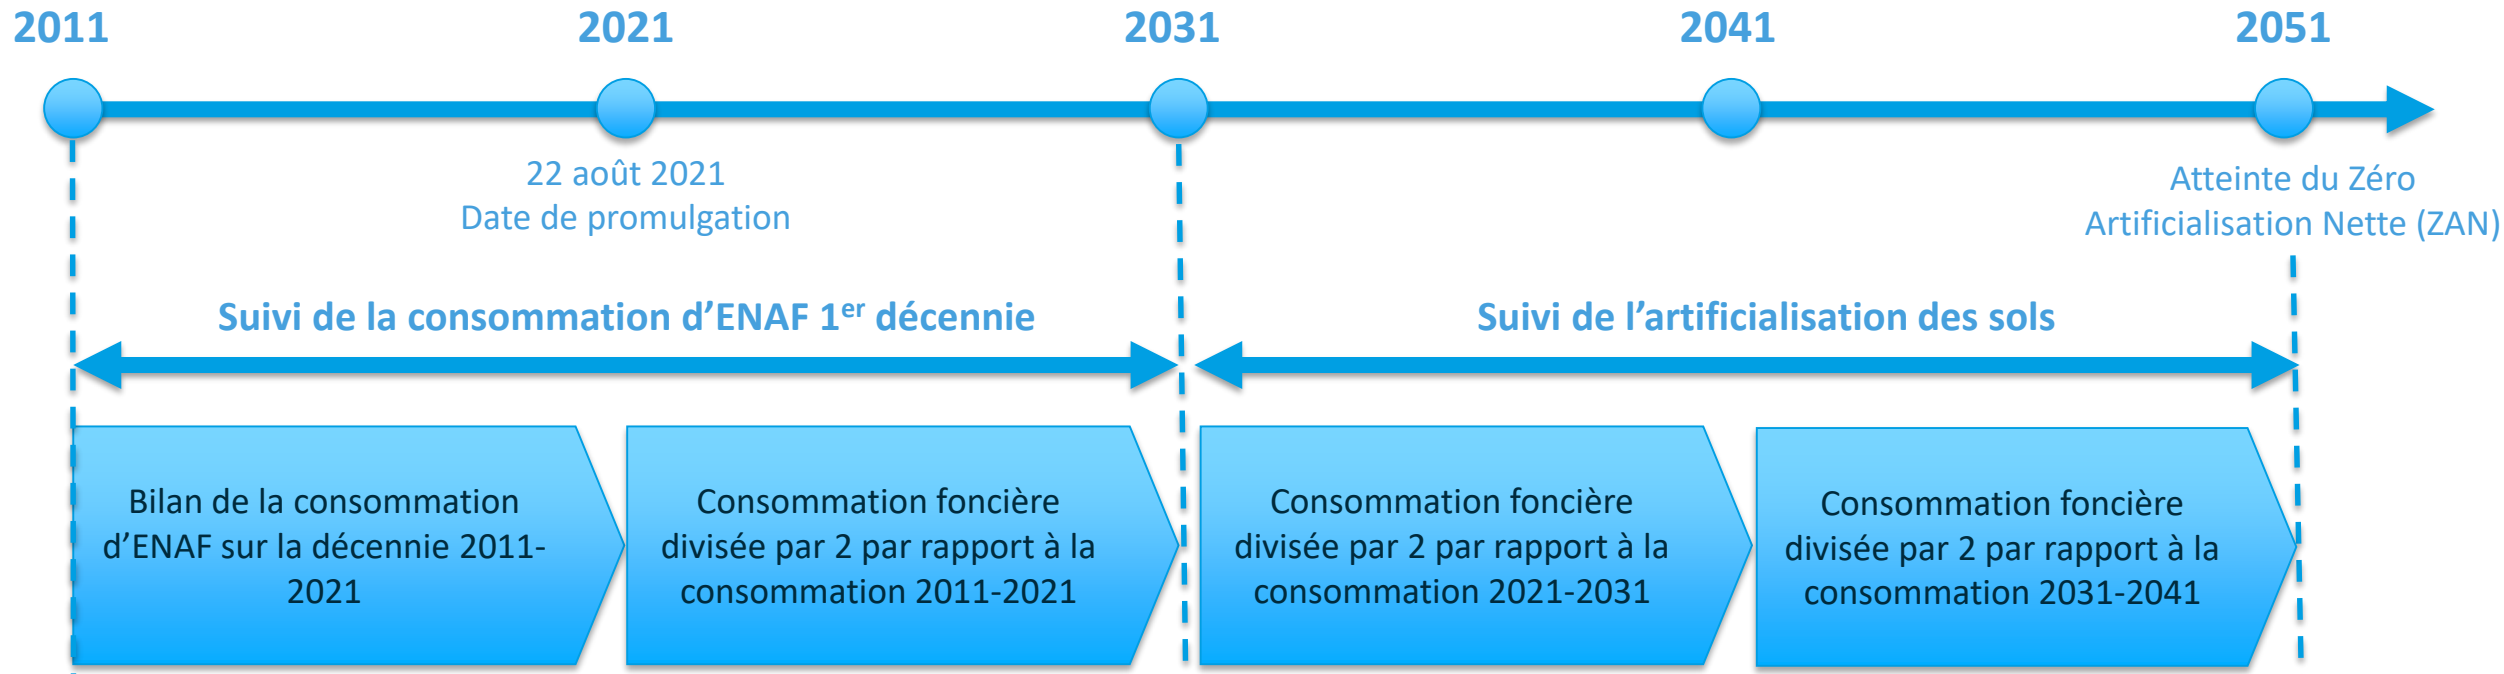 2011
2021
2031
2041
2051
22 août 2021
Date de promulgation
Atteinte du Zéro
Artificialisation Nette (ZAN)
Suivi de la consommation d’ENAF 1er décennie
Suivi de l’artificialisation des sols
Bilan de la consommation
d’ENAF sur la décennie 2011-
2021
Consommation foncière
divisée par 2 par rapport à la
consommation 2011-2021
Consommation foncière
divisée par 2 par rapport à la
consommation 2021-2031
Consommation foncière
divisée par 2 par rapport à la
consommation 2031-2041